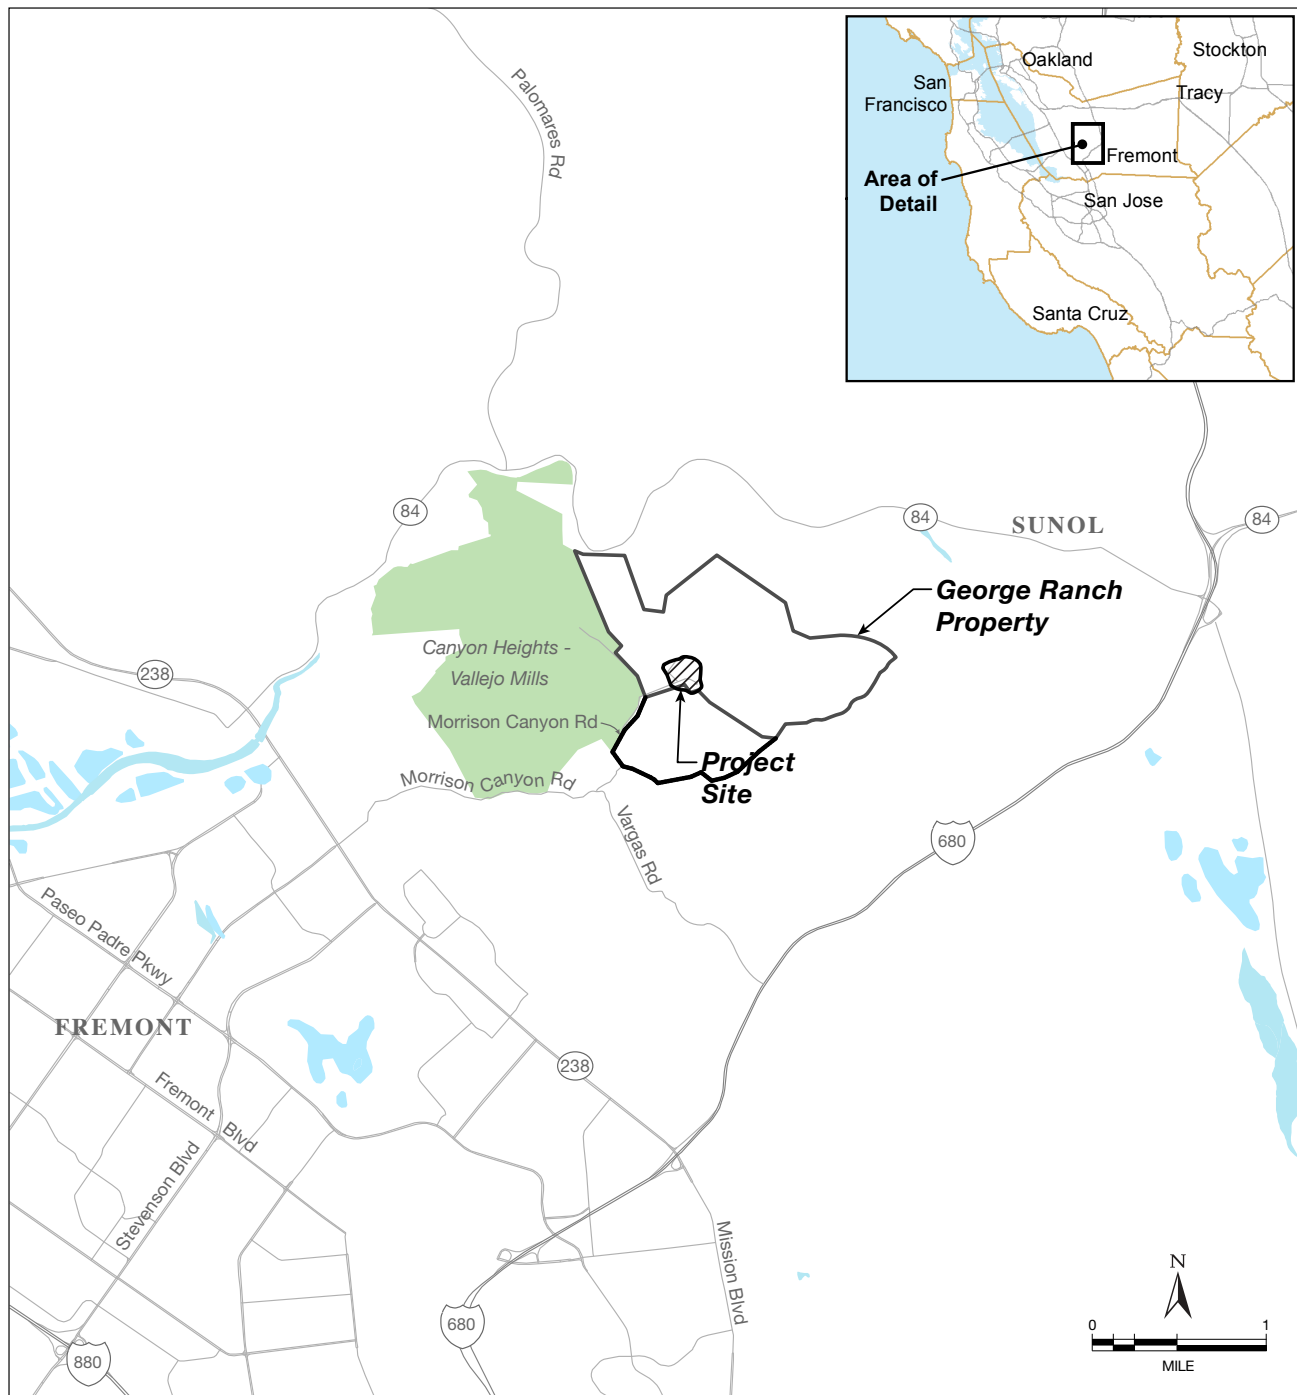 Palomares Rd
Oakland
Stockton
San
Francisco
Tracy
Fremont
Area of
Detail
San Jose
Santa Cruz
84
84
SUNOL
84
George Ranch
Property
Canyon Heights -
Vallejo Mills
238
Morrison Canyon Rd
Project
Site
Morrison Canyon Rd
Vargas Rd
680
Paseo Padre Pkwy
FREMONT
238
Fremont Blvd
Stevenson Blvd
Mission Blvd
N
680
0 1
MILE
880